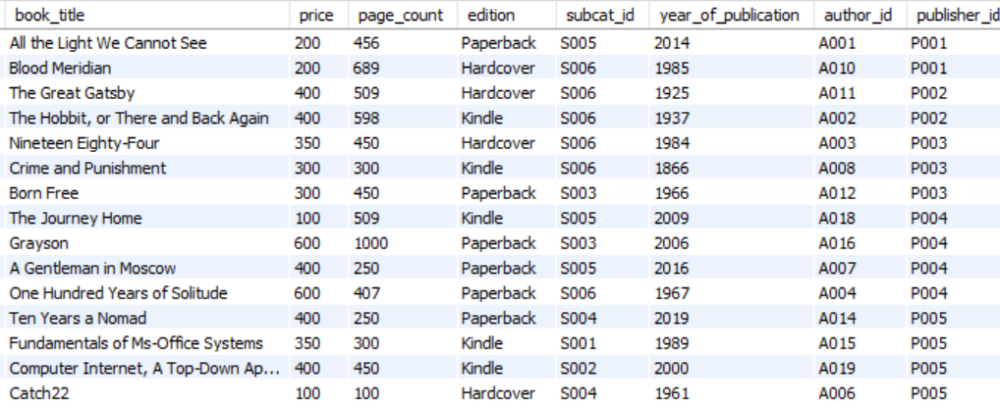 book_title price page_count edition subcat_id year_of_publication author_id publisher_id
All the Light We Cannot See 200 456 Paperback S005 2014 A001 P001
Blood Meridian 200 689 Hardcover S006 1985 A010 P001
The Great Gatsby 400 509 Hardcover S006 1925 A011 P002
The Hobbit, or There and Back Again 400 598 Kindle S006 1937 A002 P002
Nineteen Eighty-Four 350 450 Hardcover S006 1984 A003 P003
Crime and Punishment 300 300 Kindle S006 1866 A008 P003
Born Free 300 450 Paperback S003 1966 A012 P003
The Journey Home 100 509 Kindle S005 2009 A018 P004
Grayson 600 1000 Paperback S003 2006 A016 P004
A Gentleman in Moscow 400 250 Paperback S005 2016 A007 P004
One Hundred Years of Solitude 600 407 Paperback S006 1967 A004 P004
Ten Years a Nomad 400 250 Paperback S004 2019 A014 P005
Fundamentals of Ms-Office Systems 350 300 Kindle S001 1989 A015 P005
Computer Internet, A Top-Down Ap... 400 450 Kindle S002 2000 A019 P005
Catch22 100 100 Hardcover S004 1961 A006 P005